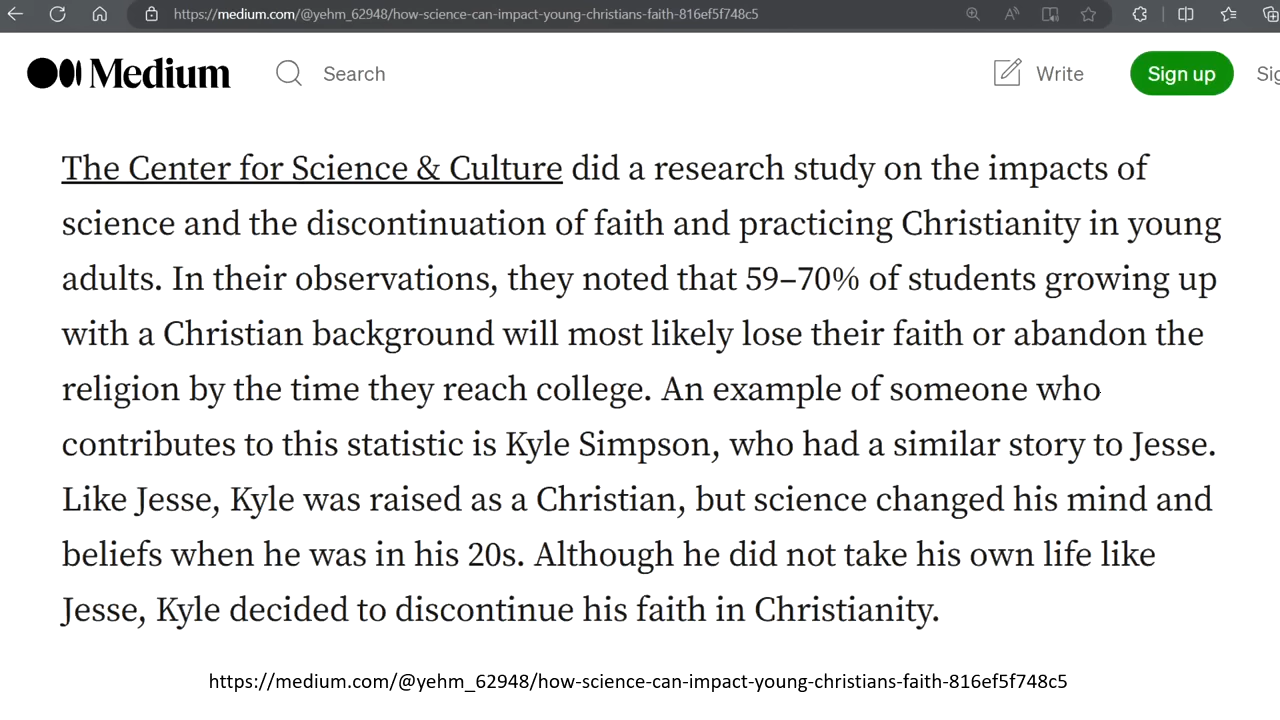 https://medium.com/@yehm_62948/how-science-can-impact-young-christians-faith-816ef5f748c5
Medium
Search
Write
Sign up
Sig
The Center for Science & Culture did a research study on the impacts of
science and the discontinuation of faith and practicing Christianity in young
adults. In their observations, they noted that 59–70% of students growing up
with a Christian background will most likely lose their faith or abandon the
religion by the time they reach college. An example of someone who
contributes to this statistic is Kyle Simpson, who had a similar story to Jesse.
Like Jesse, Kyle was raised as a Christian, but science changed his mind and
beliefs when he was in his 20s. Although he did not take his own life like
Jesse, Kyle decided to discontinue his faith in Christianity.
https://medium.com/@yehm_62948/how-science-can-impact-young-christians-faith-816ef5f748c5